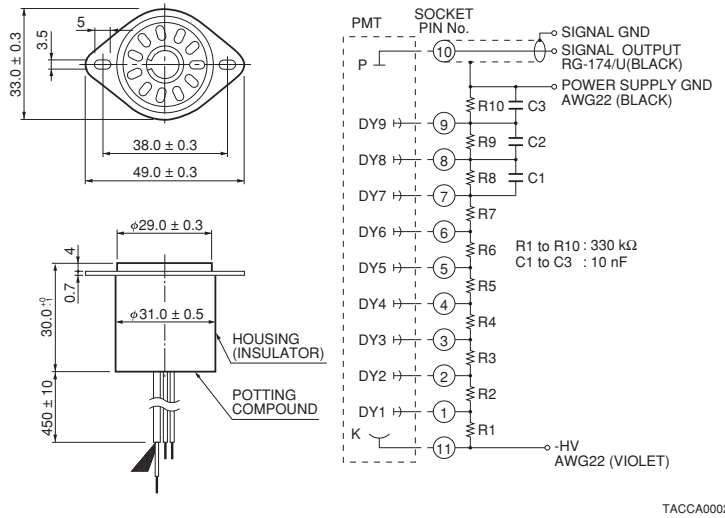 33.0 ± 0.3
3.5
5
38.0 ± 0.3
49.0 ± 0.3
φ29.0 ± 0.3
4
0.7
30.0 +0 -1
φ31.0 ± 0.5
450 ± 10
HOUSING
(INSULATOR)
POTTING
COMPOUND
PMT
SOCKET
PIN No.
SIGNAL GND
P
10
SIGNAL OUTPUT
RG-174/U(BLACK)
POWER SUPPLY GND
AWG22 (BLACK)
R10
C3
DY9
9
R9
C2
DY8
8
R8
C1
DY7
7
R7
DY6
6
R6
R1 to R10 : 330 kΩ
C1 to C3 : 10 nF
DY5
5
R5
DY4
4
R4
DY3
3
R3
DY2
2
R2
DY1
1
R1
K
11
-HV
AWG22 (VIOLET)